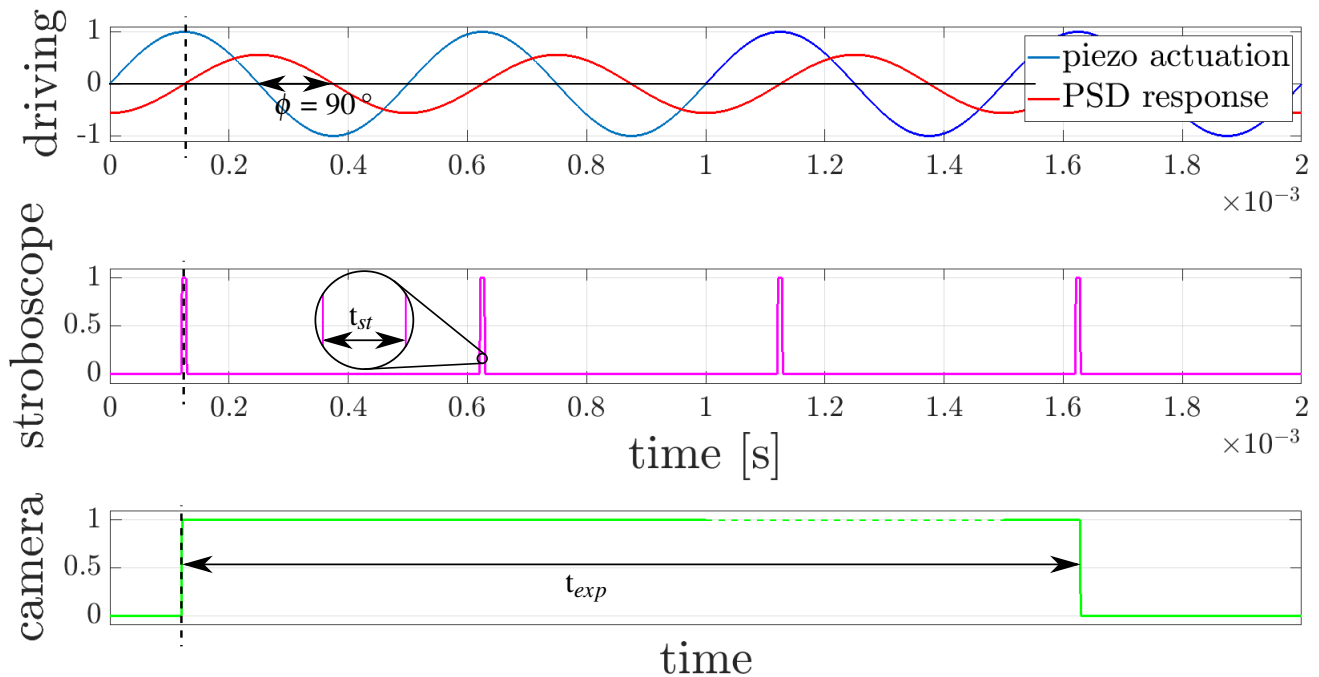 driving
1
0
-1
ϕ = 90°
piezo actuation
PSD response
0 0.2 0.4 0.6 0.8 1 1.2 1.4 1.6 1.8 2
×10⁻³
stroboscope
1
0.5
0
t_st
0 0.2 0.4 0.6 0.8 1 1.2 1.4 1.6 1.8 2
×10⁻³
time [s]
camera
1
0.5
0
t_exp
time